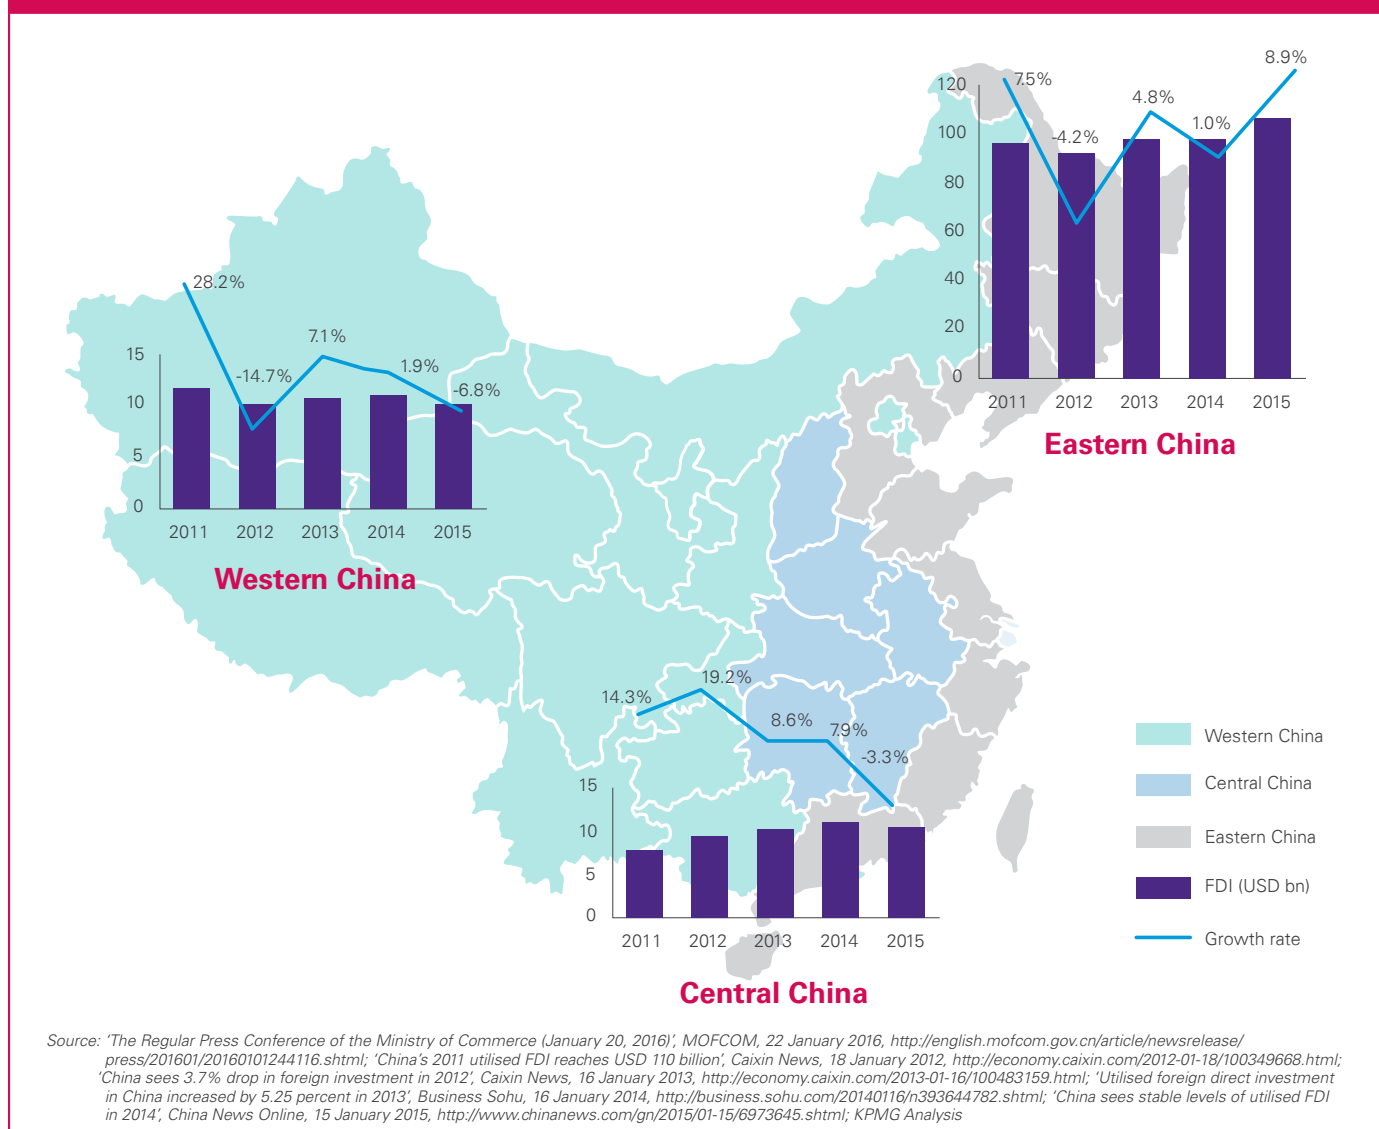 8.9%
120
7.5%
4.8%
-4.2%
1.0%
100
80
60
40
20
0
2011 2012 2013 2014 2015
Eastern China
28.2%
7.1%
-14.7%
1.9%
-6.8%
15
10
5
0
2011 2012 2013 2014 2015
Western China
14.3%
19.2%
8.6%
7.9%
-3.3%
15
10
5
0
2011 2012 2013 2014 2015
Central China
Western China
Central China
Eastern China
FDI (USD bn)
Growth rate
Source: ‘The Regular Press Conference of the Ministry of Commerce (January 20, 2016)’, MOFCOM, 22 January 2016, http://english.mofcom.gov.cn/article/newsrelease/
press/201601/20160101244116.shtml; ‘China’s 2011 utilised FDI reaches USD 110 billion’, Caixin News, 18 January 2012, http://economy.caixin.com/2012-01-18/100349668.html;
‘China sees 3.7% drop in foreign investment in 2012’, Caixin News, 16 January 2013, http://economy.caixin.com/2013-01-16/100483159.html; ‘Utilised foreign direct investment
in China increased by 5.25 percent in 2013’, Business Sohu, 16 January 2014, http://business.sohu.com/20140116/n393644782.shtml; ‘China sees stable levels of utilised FDI
in 2014’, China News Online, 15 January 2015, http://www.chinanews.com/gn/2015/01-15/6973645.shtml; KPMG Analysis